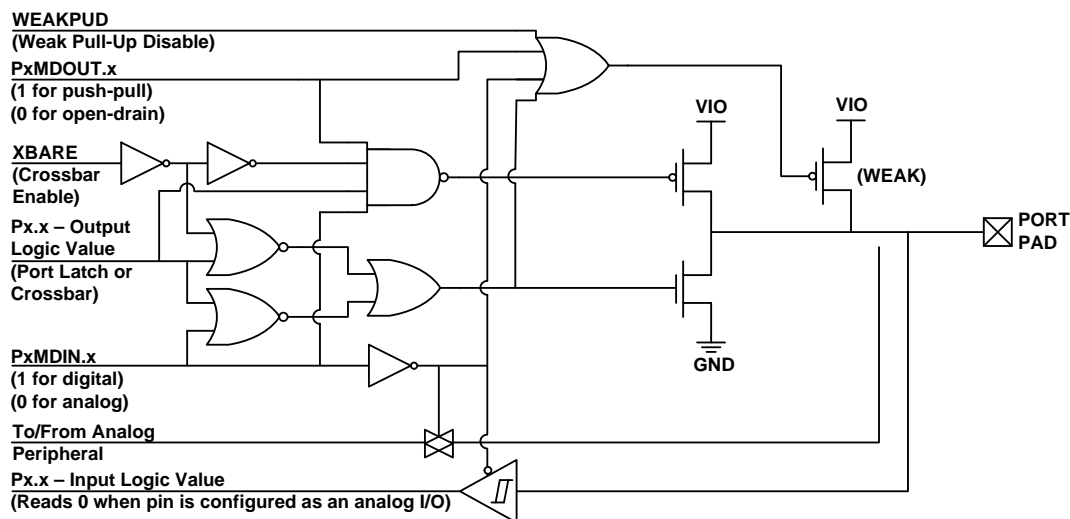 WEAKPUD
(Weak Pull-Up Disable)
PxMDOUT.x
(1 for push-pull)
(0 for open-drain)
XBARE
(Crossbar
Enable)
Px.x – Output
Logic Value
(Port Latch or
Crossbar)
PxMDIN.x
(1 for digital)
(0 for analog)
To/From Analog
Peripheral
Px.x – Input Logic Value
(Reads 0 when pin is configured as an analog I/O)
VIO
VIO
(WEAK)
PORT
PAD
GND